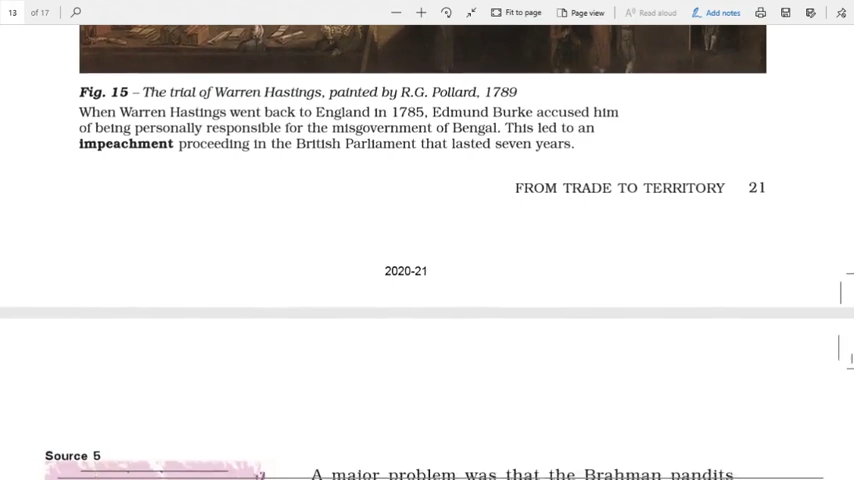 13 of 17 Fit to page Page view Read aloud Add notes
Fig. 15 – The trial of Warren Hastings, painted by R.G. Pollard, 1789
When Warren Hastings went back to England in 1785, Edmund Burke accused him
of being personally responsible for the misgovernment of Bengal. This led to an
impeachment proceeding in the British Parliament that lasted seven years.
FROM TRADE TO TERRITORY 21
2020-21
Source 5
A major problem was that the Brahman pandits